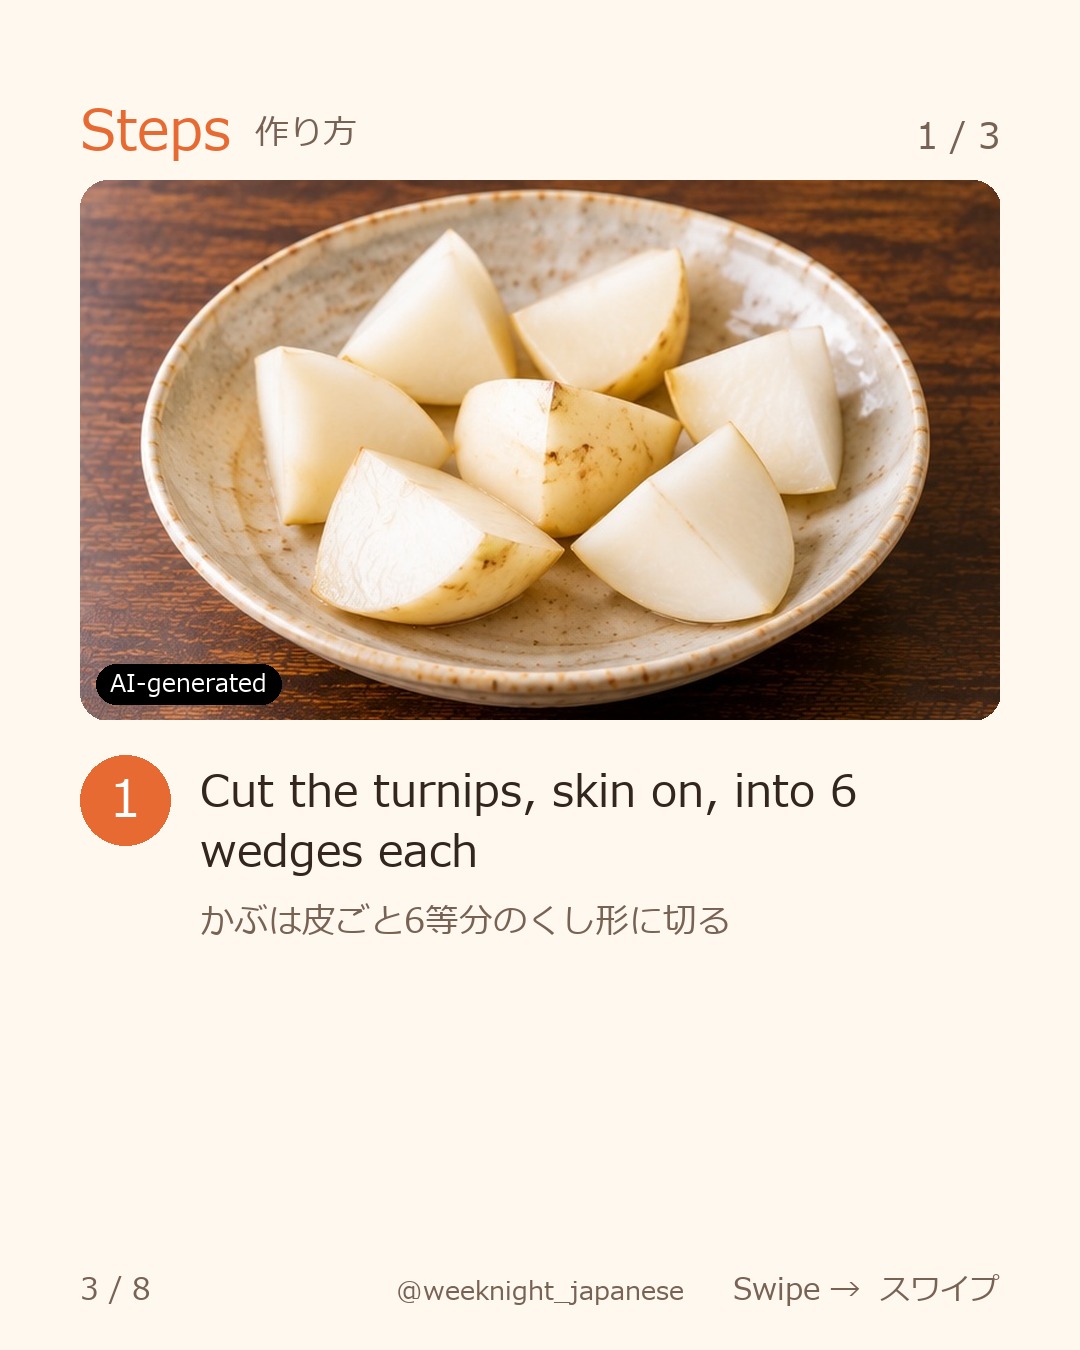 Steps 作り方
1 / 3
AI-generated
1
Cut the turnips, skin on, into 6
wedges each
かぶは皮ごと6等分のくし形に切る
3 / 8
@weeknight_japanese
Swipe → スワイプ